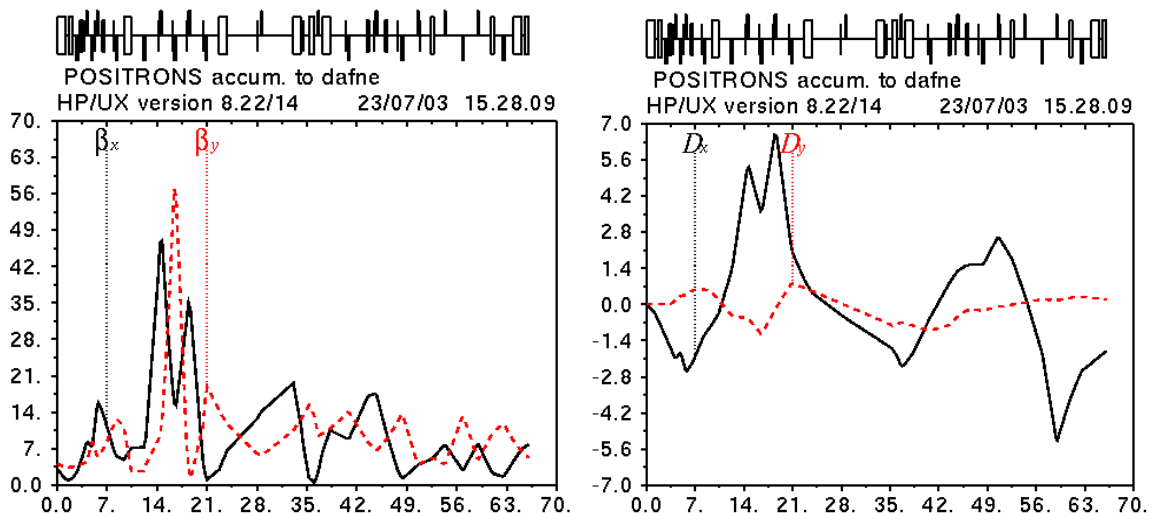 POSITRONS accum. to dafne
HP/UX version 8.22/14 23/07/03 15.28.09
70.
63.
56.
49.
42.
35.
28.
21.
14.
7.
0.0
βx
βy
0.0 7. 14. 21. 28. 35. 42. 49. 56. 63. 70.
POSITRONS accum. to dafne
HP/UX version 8.22/14 23/07/03 15.28.09
7.0
5.6
4.2
2.8
1.4
0.0
-1.4
-2.8
-4.2
-5.6
-7.0
Dx
Dy
0.0 7. 14. 21. 28. 35. 42. 49. 56. 63. 70.